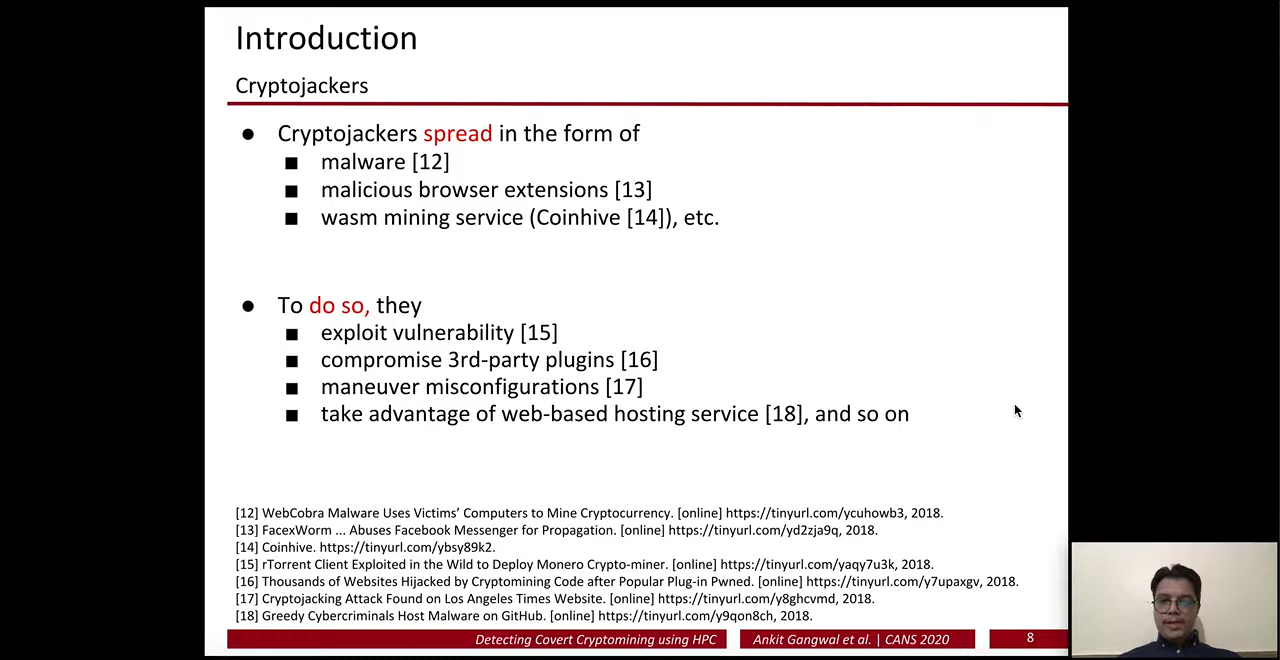 Introduction
Cryptojackers
● Cryptojackers spread in the form of
■ malware [12]
■ malicious browser extensions [13]
■ wasm mining service (Coinhive [14]), etc.
● To do so, they
■ exploit vulnerability [15]
■ compromise 3rd-party plugins [16]
■ maneuver misconfigurations [17]
■ take advantage of web-based hosting service [18], and so on
[12] WebCobra Malware Uses Victims’ Computers to Mine Cryptocurrency. [online] https://tinyurl.com/ycuhowb3, 2018.
[13] FacexWorm ... Abuses Facebook Messenger for Propagation. [online] https://tinyurl.com/yd2zja9q, 2018.
[14] Coinhive. https://tinyurl.com/ybsy89k2.
[15] rTorrent Client Exploited in the Wild to Deploy Monero Crypto-miner. [online] https://tinyurl.com/yaqy7u3k, 2018.
[16] Thousands of Websites Hijacked by Cryptomining Code after Popular Plug-in Pwned. [online] https://tinyurl.com/y7upaxgv, 2018.
[17] Cryptojacking Attack Found on Los Angeles Times Website. [online] https://tinyurl.com/y8ghcvmd, 2018.
[18] Greedy Cybercriminals Host Malware on GitHub. [online] https://tinyurl.com/y9qon8ch, 2018.
Detecting Covert Cryptomining using HPC
Ankit Gangwal et al. | CANS 2020
8